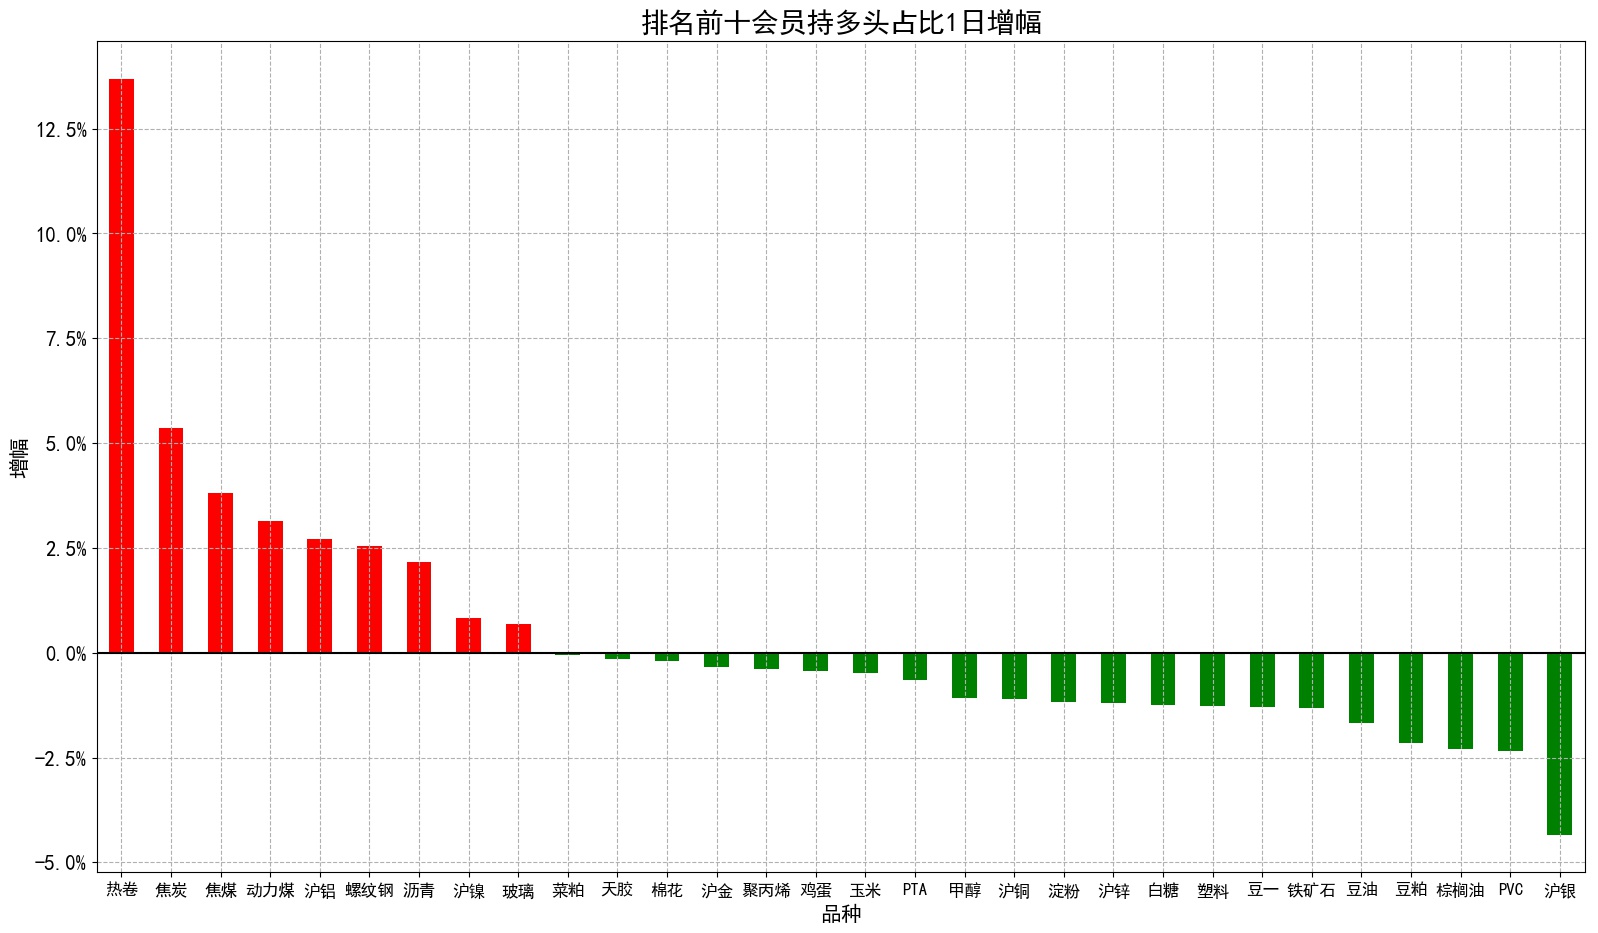 排名前十会员持多头占比1日增幅
12.5%
10.0%
7.5%
5.0%
2.5%
0.0%
−2.5%
−5.0%
增幅
热卷 焦炭 焦煤 动力煤 沪铝 螺纹钢 沥青 沪镍 玻璃 菜粕 天胶 棉花 沪金 聚丙烯 鸡蛋 玉米 PTA 甲醇 沪铜 淀粉 沪锌 白糖 塑料 豆一 铁矿石 豆油 豆粕 棕榈油 PVC 沪银
品种